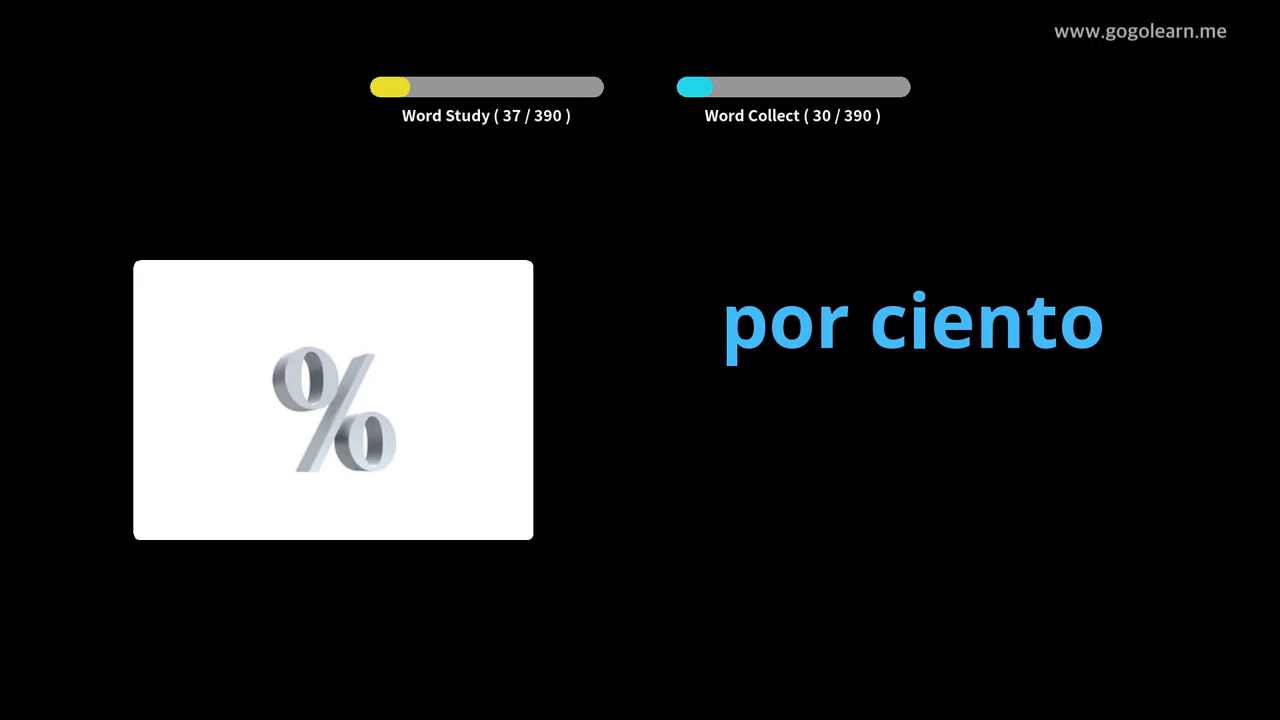 www.gogolearn.me
Word Study ( 37 / 390 )
Word Collect ( 30 / 390 )
%
por ciento